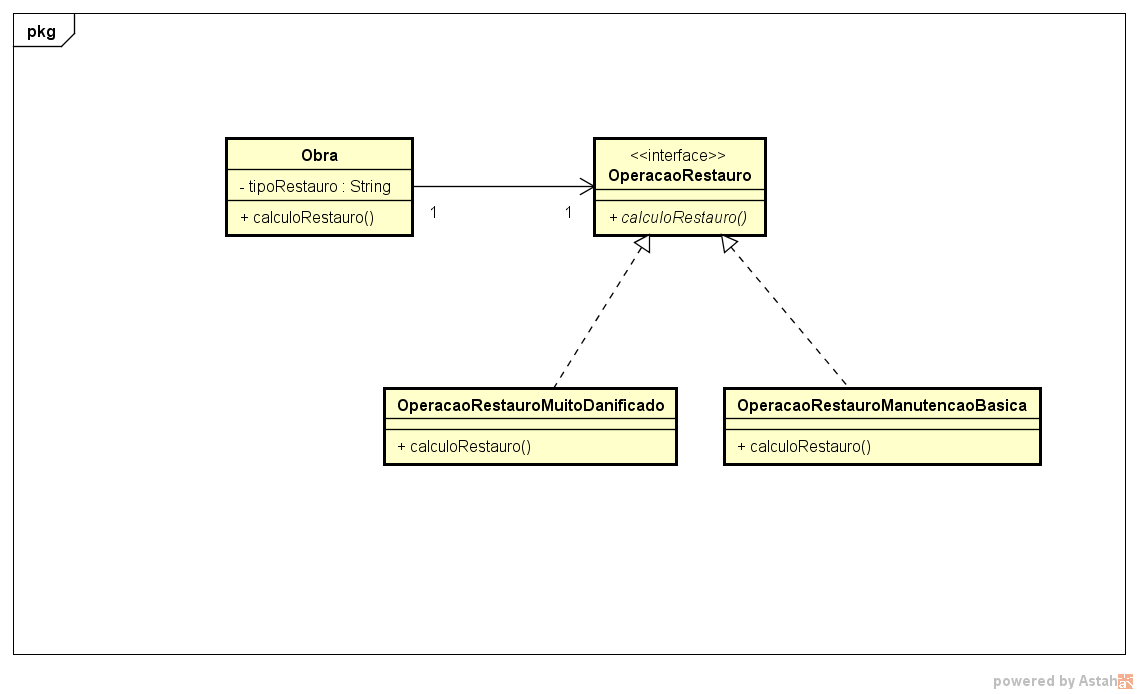 pkg
Obra
- tipoRestauro : String
+ calculoRestauro()
1
1
<<interface>>
OperacaoRestauro
+ calculoRestauro()
OperacaoRestauroMuitoDanificado
+ calculoRestauro()
OperacaoRestauroManutencaoBasica
+ calculoRestauro()
powered by Astah